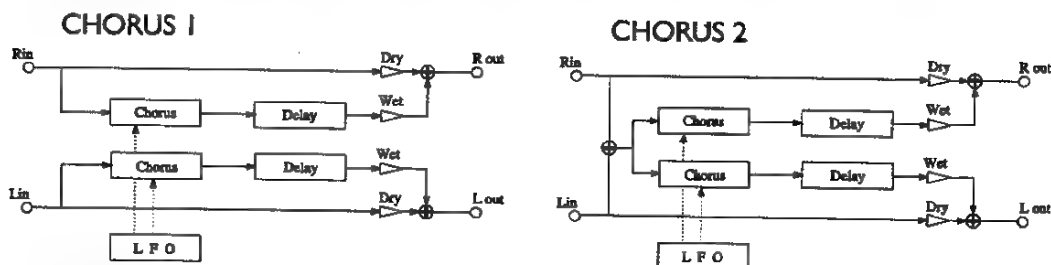 CHORUS 1
Rin
Dry
R out
Wet
Chorus
Delay
Chorus
Delay
Wet
Lin
Dry
L out
L F O
CHORUS 2
Rin
Dry
R out
Wet
Chorus
Delay
Chorus
Delay
Wet
Lin
Dry
L out
L F O